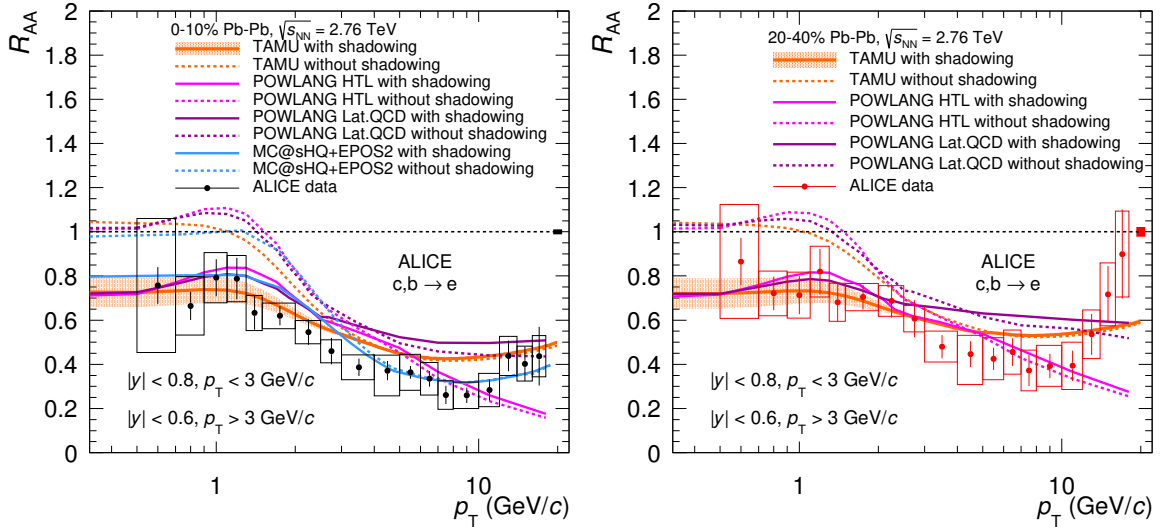 R_AA
2
1.8
1.6
1.4
1.2
1
0.8
0.6
0.4
0.2
0
0-10% Pb-Pb, √s_NN = 2.76 TeV
TAMU with shadowing
TAMU without shadowing
POWLANG HTL with shadowing
POWLANG HTL without shadowing
POWLANG Lat.QCD with shadowing
POWLANG Lat.QCD without shadowing
MC@sHQ+EPOS2 with shadowing
MC@sHQ+EPOS2 without shadowing
ALICE data
ALICE
c,b → e
|y| < 0.8, p_T < 3 GeV/c
|y| < 0.6, p_T > 3 GeV/c
1
10
p_T (GeV/c)
R_AA
2
1.8
1.6
1.4
1.2
1
0.8
0.6
0.4
0.2
0
20-40% Pb-Pb, √s_NN = 2.76 TeV
TAMU with shadowing
TAMU without shadowing
POWLANG HTL with shadowing
POWLANG HTL without shadowing
POWLANG Lat.QCD with shadowing
POWLANG Lat.QCD without shadowing
ALICE data
ALICE
c,b → e
|y| < 0.8, p_T < 3 GeV/c
|y| < 0.6, p_T > 3 GeV/c
1
10
p_T (GeV/c)